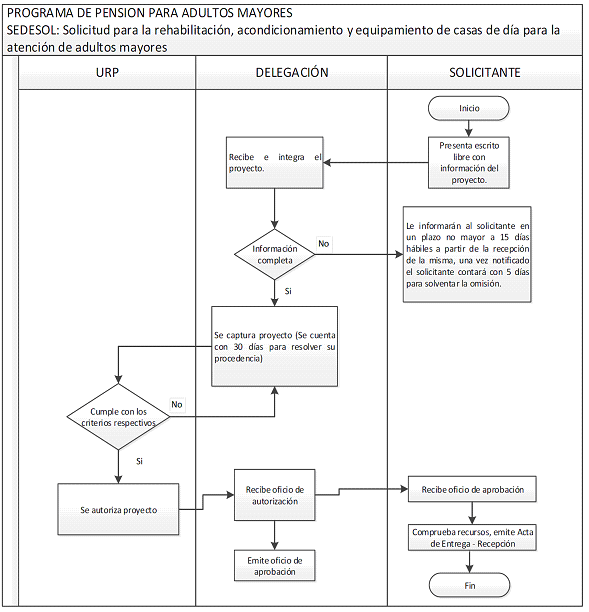 PROGRAMA DE PENSION PARA ADULTOS MAYORES
SEDESOL: Solicitud para la rehabilitación, acondicionamiento y equipamiento de casas de día para la
atención de adultos mayores
URP
DELEGACIÓN
SOLICITANTE
Inicio
Presenta escrito
libre con
información del
proyecto.
Recibe e integra el
proyecto.
Información
completa
No
Le informarán al solicitante en
un plazo no mayor a 15 días
hábiles a partir de la recepción
de la misma, una vez notificado
el solicitante contará con 5 días
para solventar la omisión.
Si
Se captura proyecto (Se cuenta
con 30 días para resolver su
procedencia)
Cumple con los
criterios respectivos
No
Si
Se autoriza proyecto
Recibe oficio de
autorización
Recibe oficio de aprobación
Emite oficio de
aprobación
Comprueba recursos, emite Acta
de Entrega - Recepción
Fin